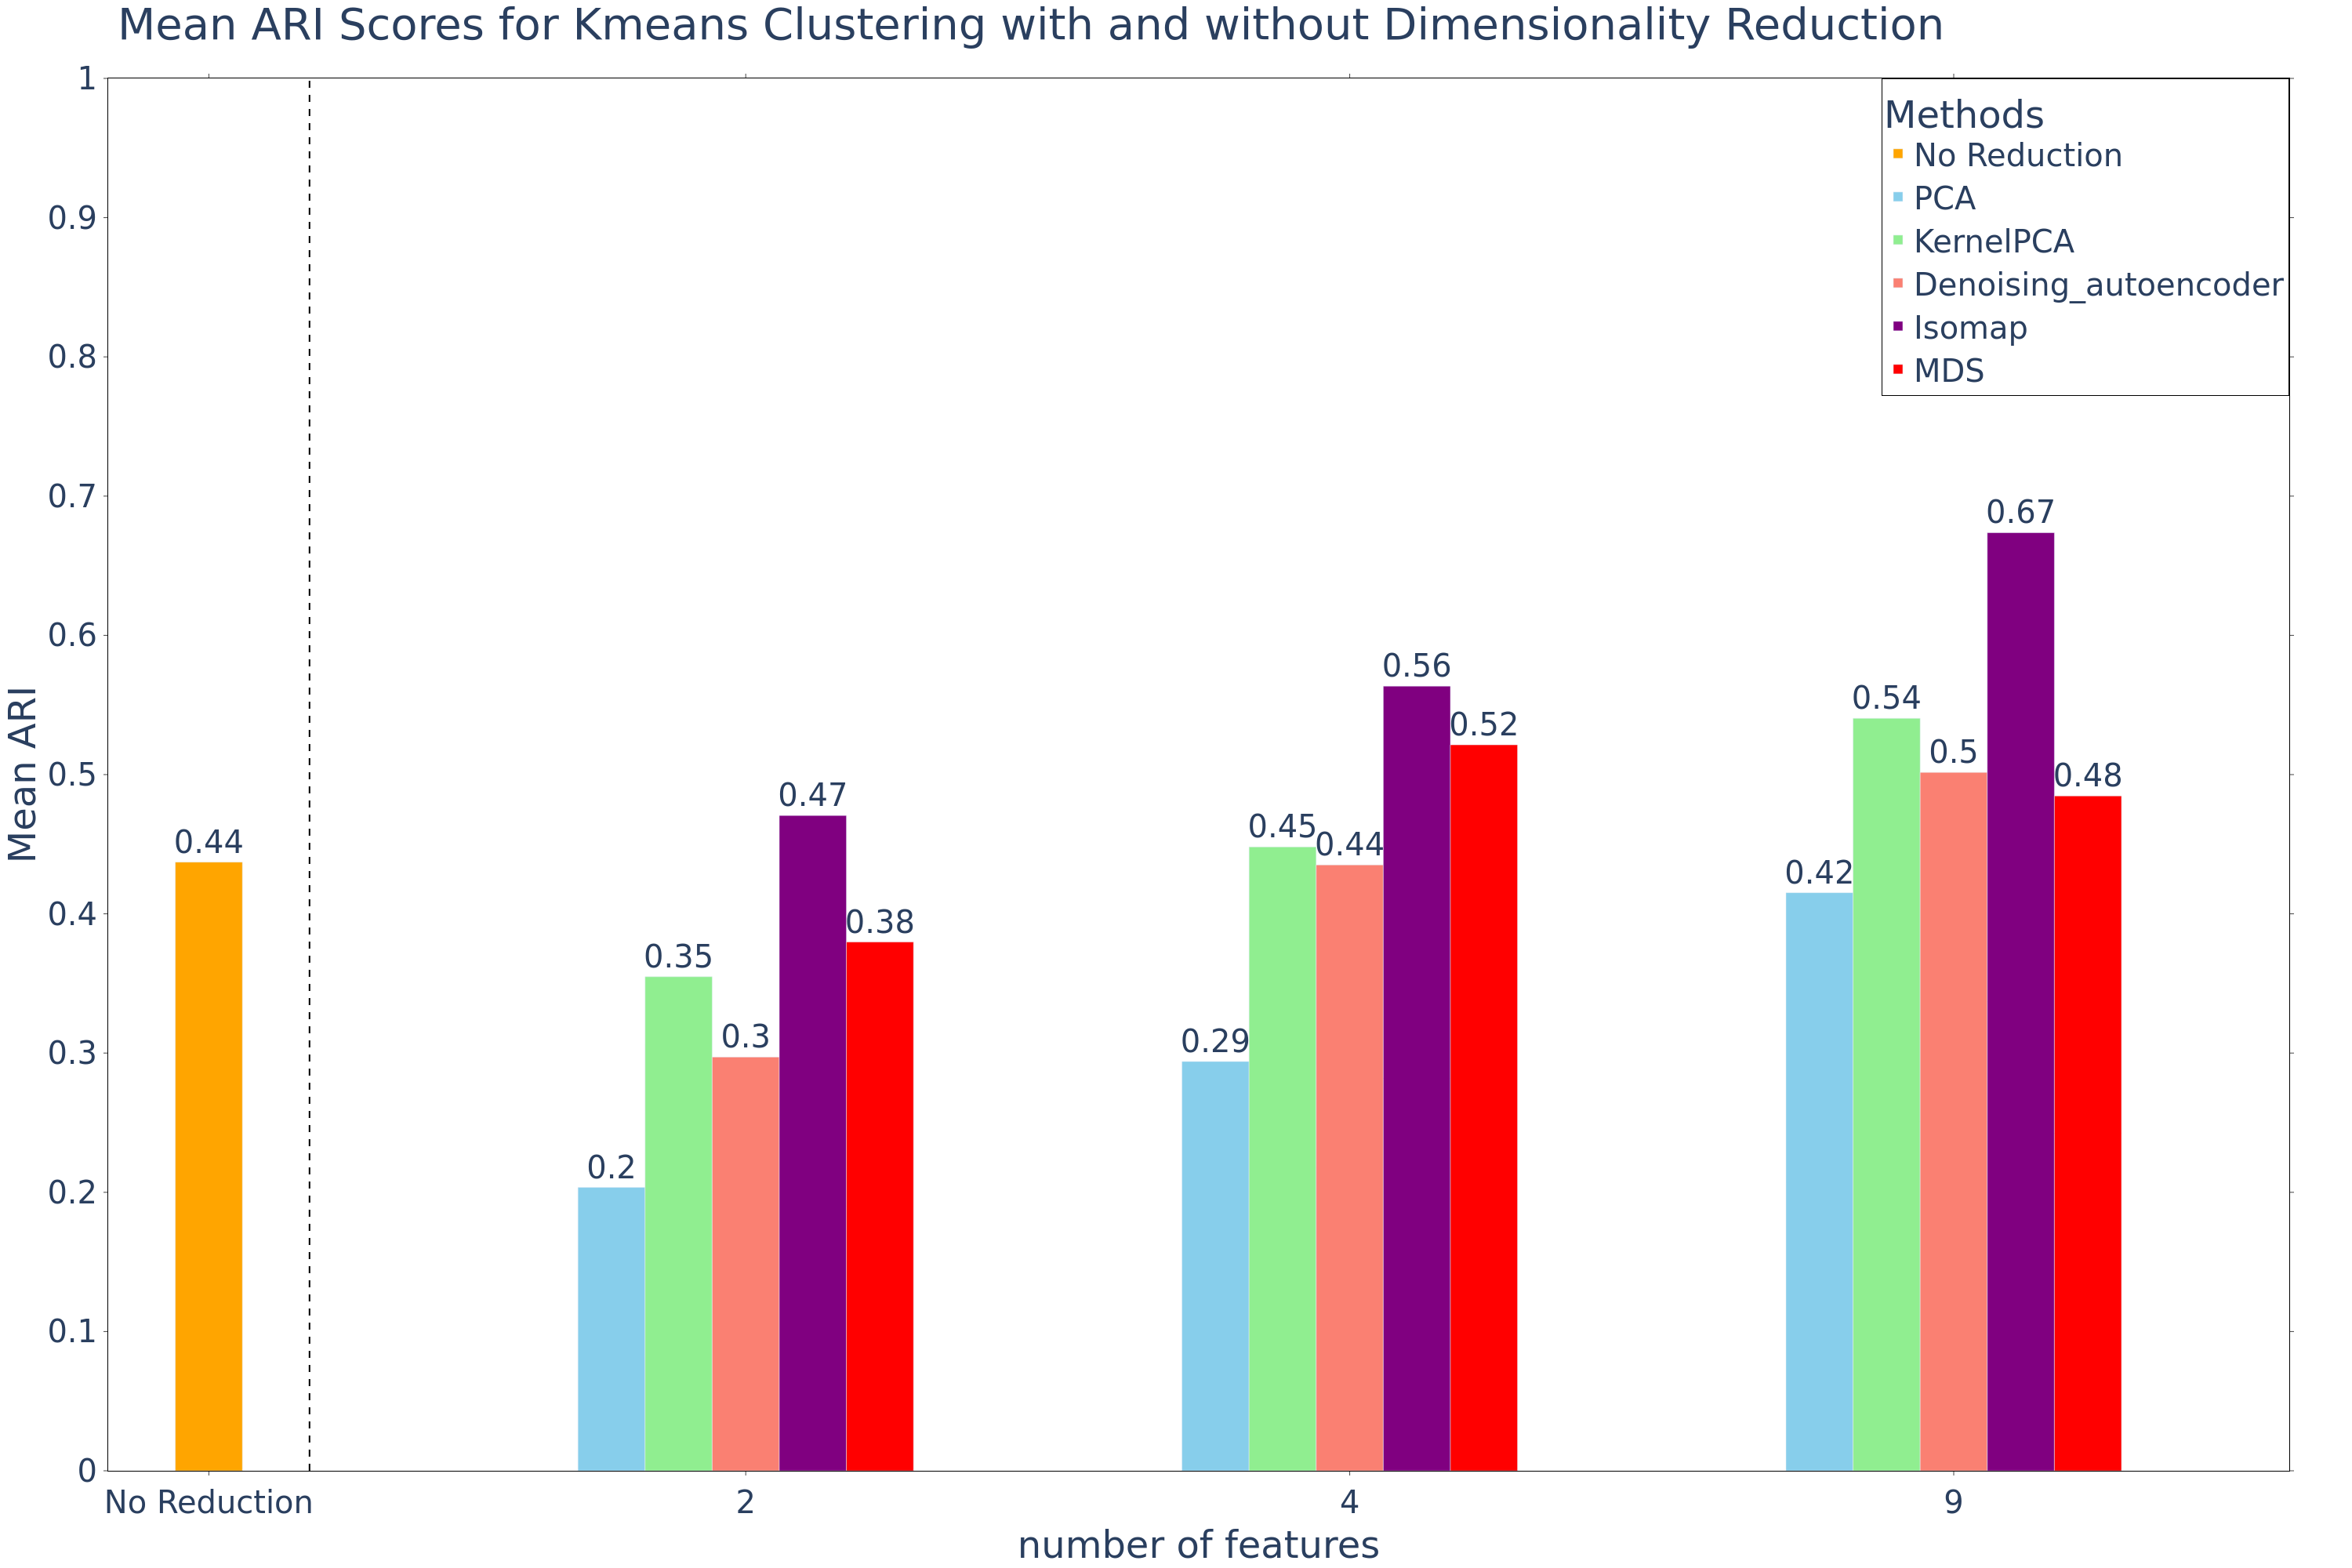 Mean ARI Scores for Kmeans Clustering with and without Dimensionality Reduction
Methods
No Reduction
PCA
KernelPCA
Denoising_autoencoder
Isomap
MDS
Mean ARI
1
0.9
0.8
0.7
0.6
0.5
0.4
0.3
0.2
0.1
0
0.44
0.2
0.35
0.3
0.47
0.38
0.29
0.45
0.44
0.56
0.52
0.42
0.54
0.5
0.67
0.48
No Reduction
2
4
9
number of features